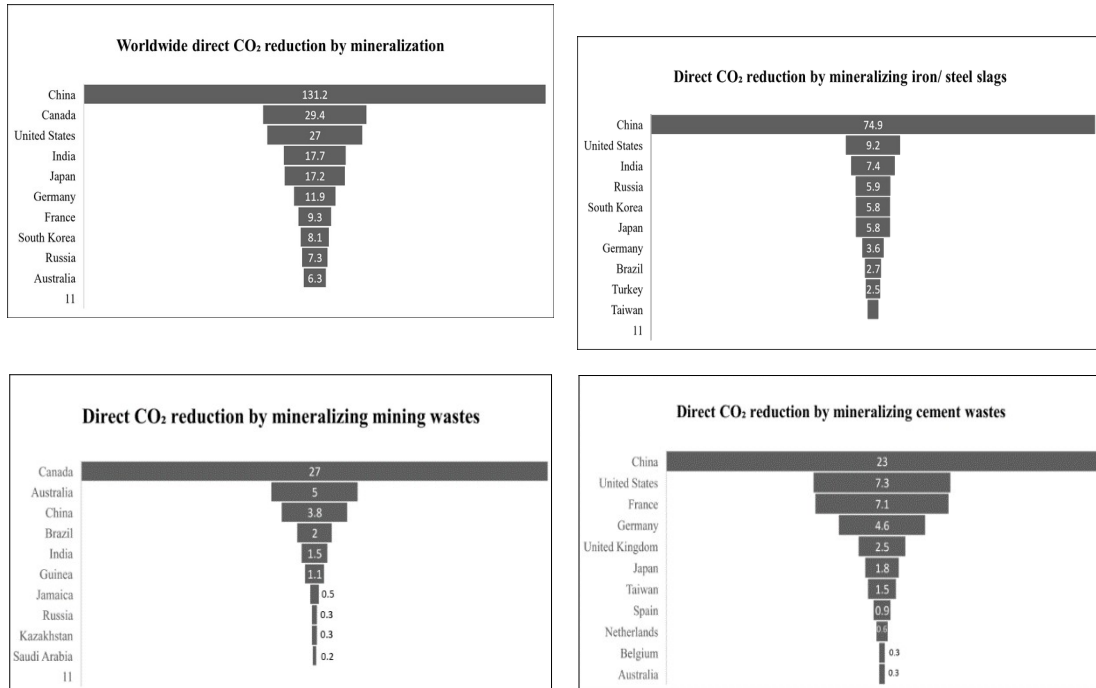 Worldwide direct CO₂ reduction by mineralization
China 131.2
Canada 29.4
United States 27
India 17.7
Japan 17.2
Germany 11.9
France 9.3
South Korea 8.1
Russia 7.3
Australia 6.3
11
Direct CO₂ reduction by mineralizing iron/ steel slags
China 74.9
United States 9.2
India 7.4
Russia 5.9
South Korea 5.8
Japan 5.8
Germany 3.6
Brazil 2.7
Turkey 2.5
Taiwan
11
Direct CO₂ reduction by mineralizing mining wastes
Canada 27
Australia 5
China 3.8
Brazil 2
India 1.5
Guinea 1.1
Jamaica 0.5
Russia 0.3
Kazakhstan 0.3
Saudi Arabia 0.2
11
Direct CO₂ reduction by mineralizing cement wastes
China 23
United States 7.3
France 7.1
Germany 4.6
United Kingdom 2.5
Japan 1.8
Taiwan 1.5
Spain 0.9
Netherlands 0.6
Belgium 0.3
Australia 0.3